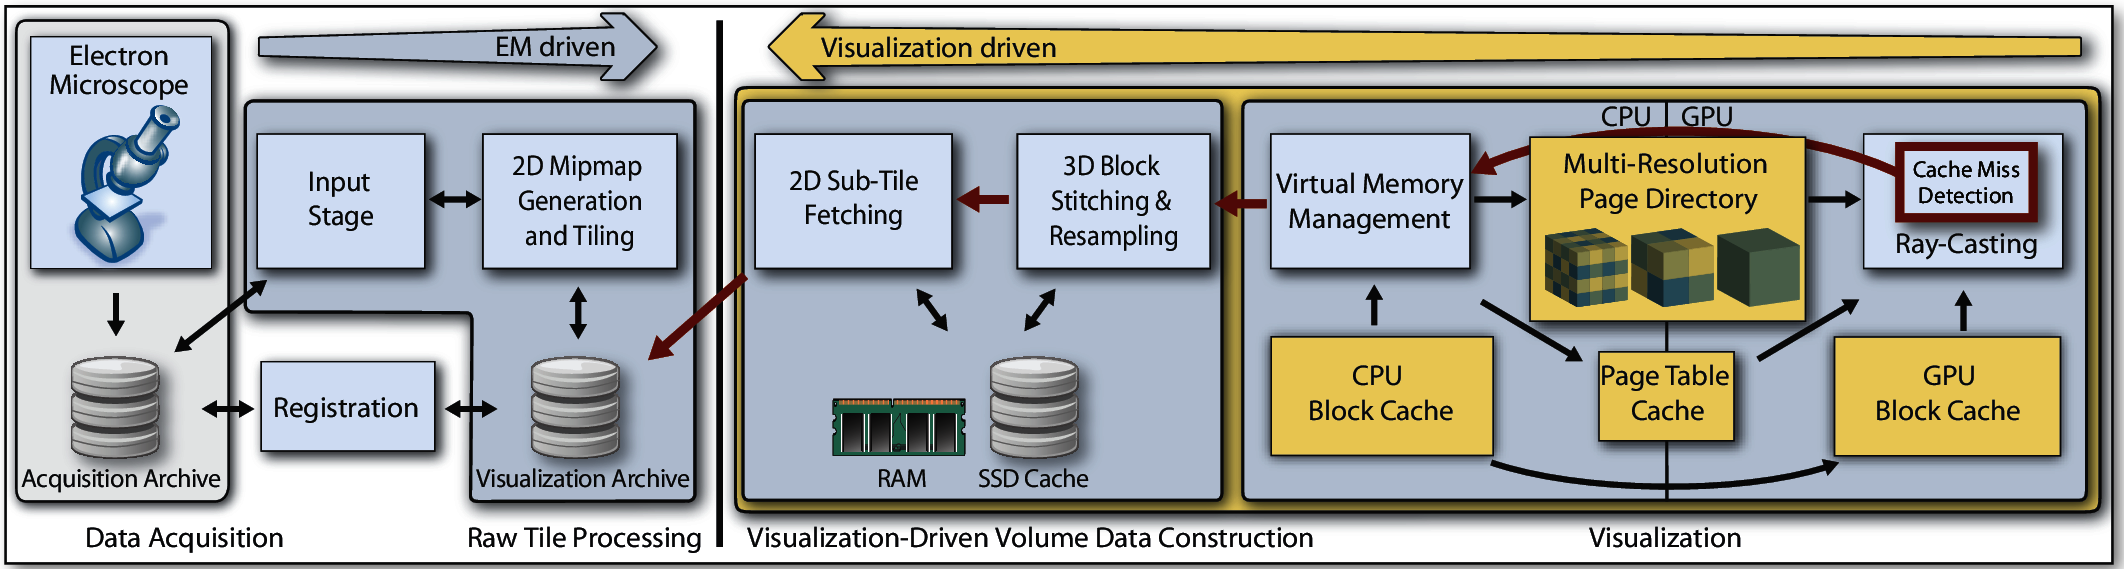 Electron
Microscope
EM driven
Visualization driven
Input
Stage
2D Mipmap
Generation
and Tiling
2D Sub-Tile
Fetching
3D Block
Stitching &
Resampling
CPU
GPU
Virtual Memory
Management
Multi-Resolution
Page Directory
Cache Miss
Detection
Ray-Casting
Registration
Acquisition Archive
Visualization Archive
RAM
SSD Cache
CPU
Block Cache
Page Table
Cache
GPU
Block Cache
Data Acquisition
Raw Tile Processing
Visualization-Driven Volume Data Construction
Visualization